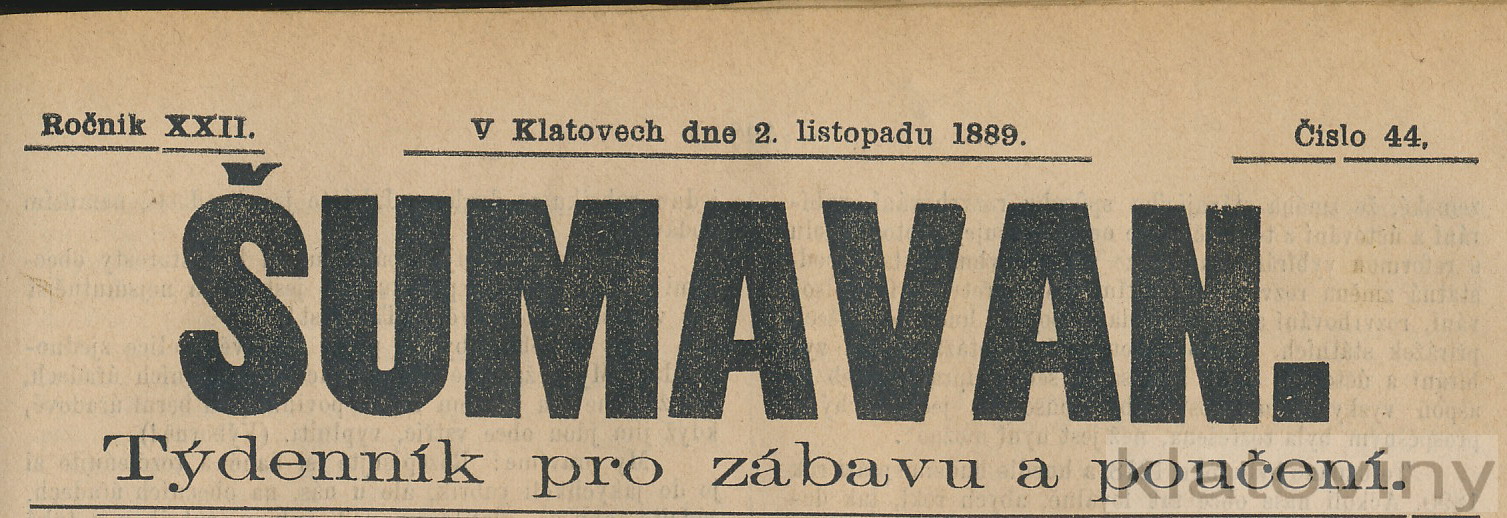 Ročník XXII.
V Klatovech dne 2. listopadu 1889.
Číslo 44.
ŠUMAVAN.
Týdenník pro zábavu a poučení.
klatoviny